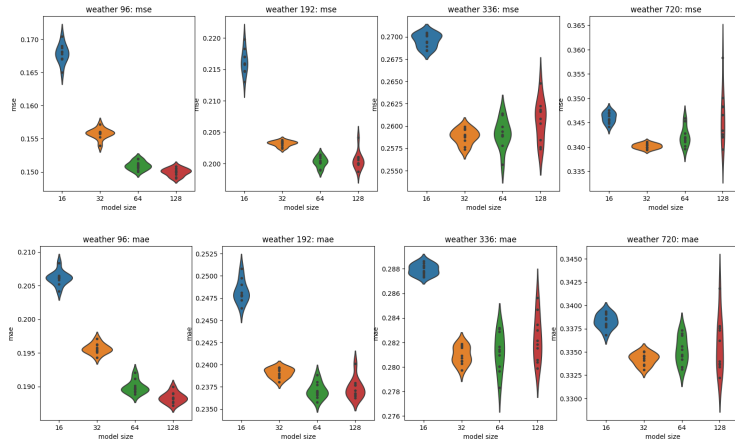 weather 96: mse
weather 192: mse
weather 336: mse
weather 720: mse
mse
0.170
0.165
0.160
0.155
0.150
16 32 64 128
model size
mse
0.220
0.215
0.210
0.205
0.200
16 32 64 128
model size
mse
0.2700
0.2675
0.2650
0.2625
0.2600
0.2575
0.2550
16 32 64 128
model size
mse
0.365
0.360
0.355
0.350
0.345
0.340
0.335
16 32 64 128
model size
weather 96: mae
weather 192: mae
weather 336: mae
weather 720: mae
mae
0.210
0.205
0.200
0.195
0.190
16 32 64 128
model size
mae
0.2525
0.2500
0.2475
0.2450
0.2425
0.2400
0.2375
0.2350
16 32 64 128
model size
mae
0.288
0.286
0.284
0.282
0.280
0.278
0.276
16 32 64 128
model size
mae
0.3450
0.3425
0.3400
0.3375
0.3350
0.3325
0.3300
16 32 64 128
model size